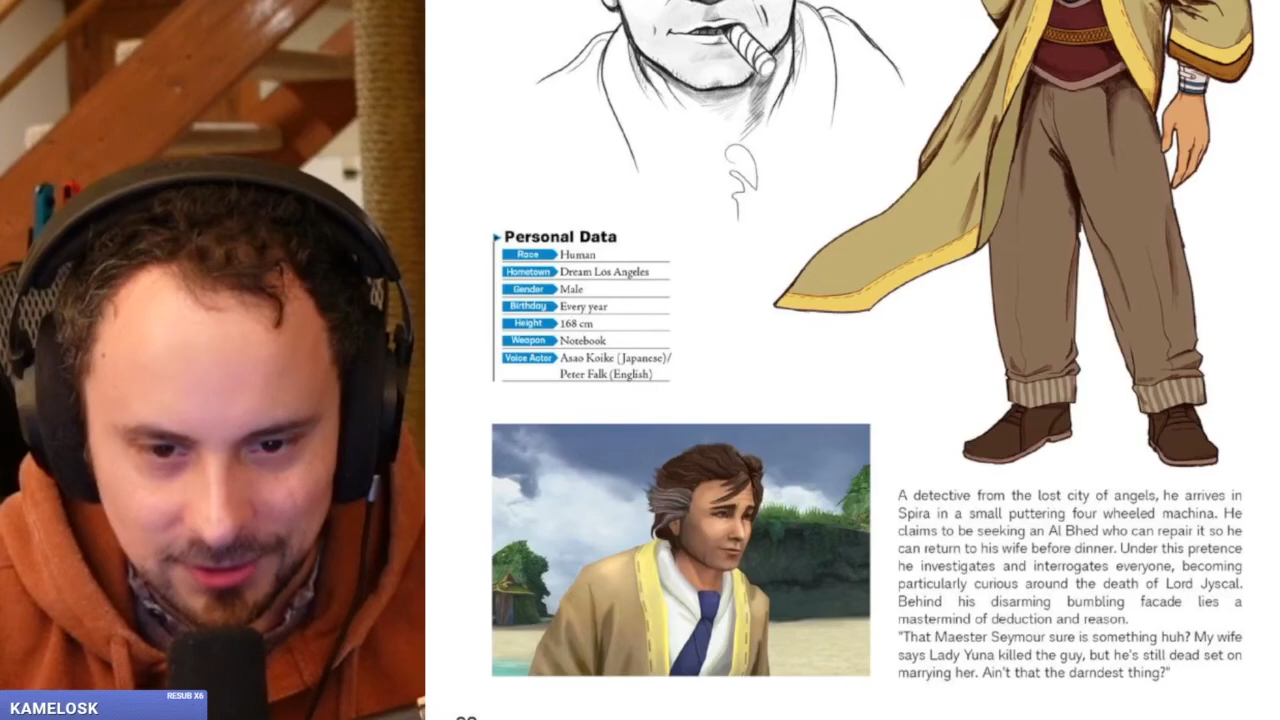 Personal Data
Race Human
Hometown Dream Los Angeles
Gender Male
Birthday Every year
Height 168 cm
Weapon Notebook
Voice Actor Asao Koike (Japanese)/
Peter Falk (English)
A detective from the lost city of angels, he arrives in
Spira in a small puttering four wheeled machina. He
claims to be seeking an Al Bhed who can repair it so he
can return to his wife before dinner. Under this pretence
he investigates and interrogates everyone, becoming
particularly curious around the death of Lord Jyscal.
Behind his disarming bumbling facade lies a
mastermind of deduction and reason.
"That Maester Seymour sure is something huh? My wife
says Lady Yuna killed the guy, but he's still dead set on
marrying her. Ain't that the darndest thing?"
RESUB X6
KAMELOSK